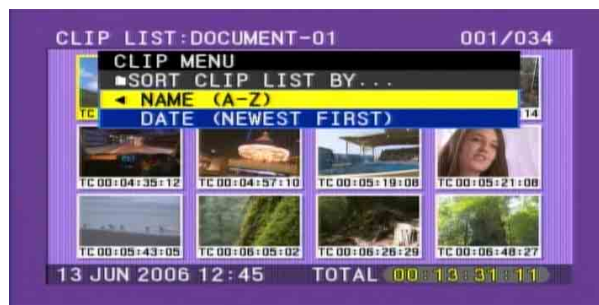 CLIP LIST:DOCUMENT-01 001/034
CLIP MENU
SORT CLIP LIST BY...
NAME (A-Z)
DATE (NEWEST FIRST)
TC 14
TC 00:04:35:12 TC 00:04:57:10 TC 00:05:19:08 TC 00:05:21:08
TC 00:05:43:05 TC 00:06:05:02 TC 00:06:26:29 TC 00:06:48:27
13 JUN 2006 12:45 TOTAL 00:13:31:11